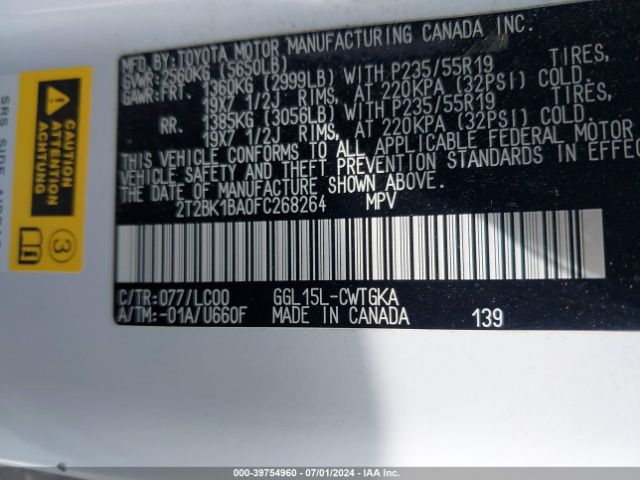 MFD. BY: TOYOTA MOTOR MANUFACTURING CANADA INC.
GVWR: 2560KG (5650LB)
GAWR: FRT. 1360KG (2999LB) WITH P235/55R19 TIRES,
19X7 1/2J RIMS, AT 220KPA (32PSI) COLD.
RR. 1385KG (3056LB) WITH P235/55R19 TIRES,
19X7 1/2J RIMS, AT 220KPA (32PSI) COLD.
THIS VEHICLE CONFORMS TO ALL APPLICABLE FEDERAL MOTOR
VEHICLE SAFETY AND THEFT PREVENTION STANDARDS IN EFFEC
THE DATE OF MANUFACTURE SHOWN ABOVE.
2T2BK1BA0FC268264 MPV
C/TR: 077/LC00 GGL15L-CWTGKA
A/TM: -01A/U660F MADE IN CANADA 139
CAUTION
ATTENTION
ACHTUNG
3
SRS SIDE
000-39754960 - 07/01/2024 - IAA Inc.